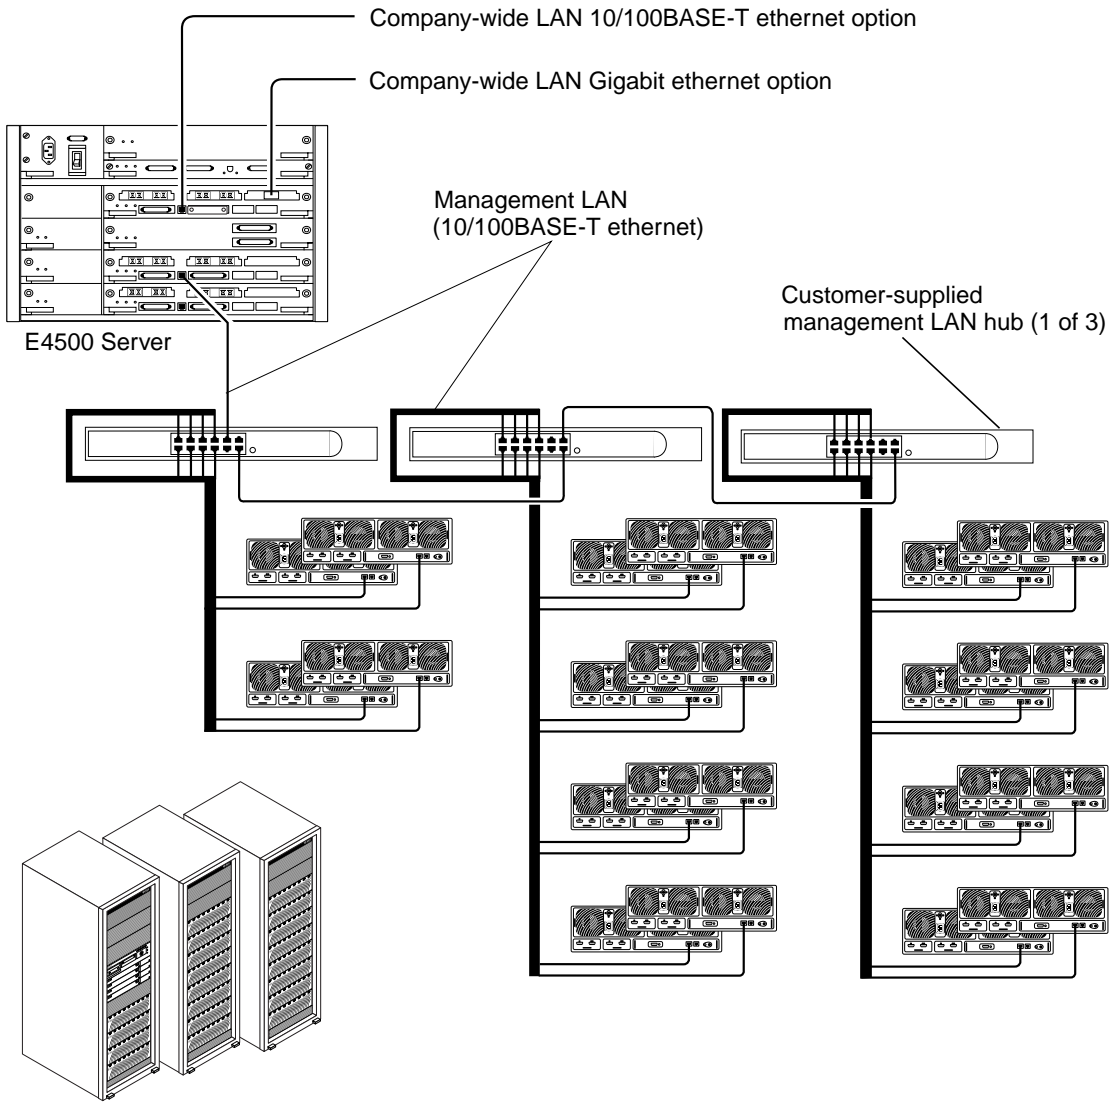 Company-wide LAN 10/100BASE-T ethernet option
Company-wide LAN Gigabit ethernet option
Management LAN
(10/100BASE-T ethernet)
Customer-supplied
management LAN hub (1 of 3)
E4500 Server